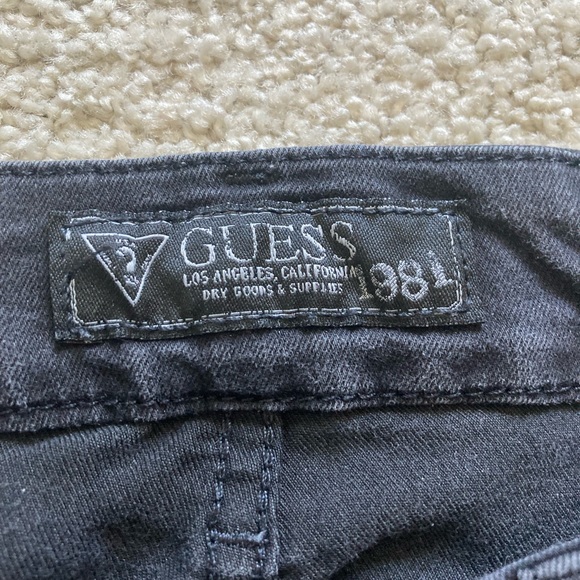 ?
GUESS
LOS ANGELES, CALIFORNIA
DRY GOODS & SUPPLIES
1981